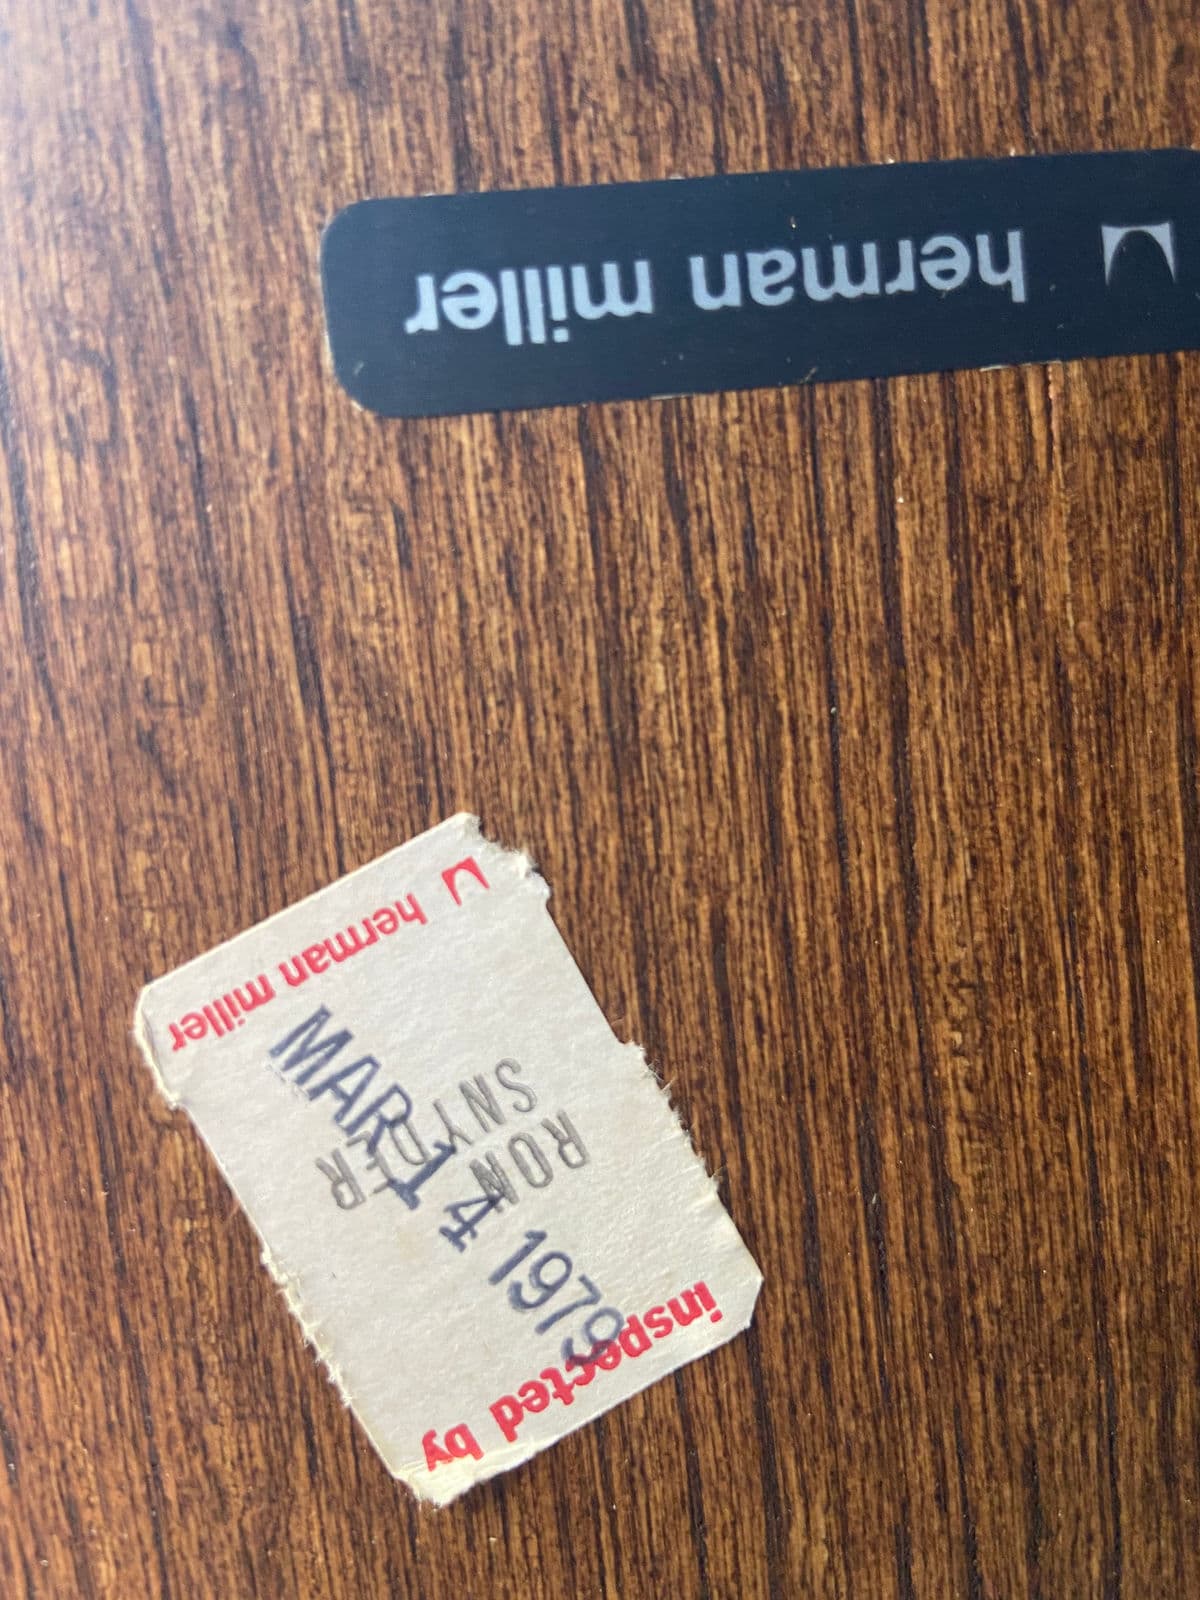 herman miller
inspected by
RON
SNYDER
MAR 14 1979
herman miller